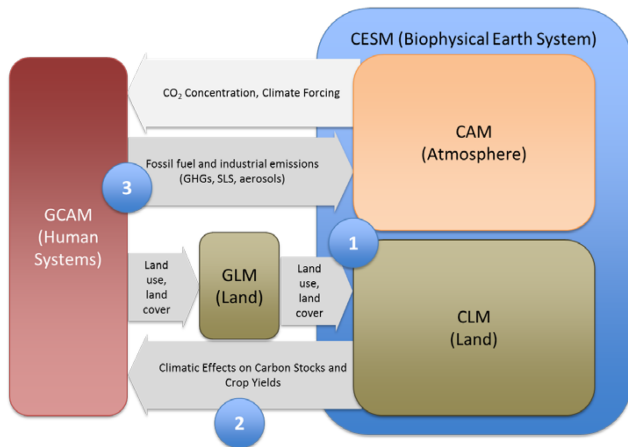 CESM (Biophysical Earth System)
CO₂ Concentration, Climate Forcing
CAM
(Atmosphere)
Fossil fuel and industrial emissions
(GHGs, SLS, aerosols)
3
GCAM
(Human
Systems)
1
Land
use,
land
cover
GLM
(Land)
Land
use,
land
cover
CLM
(Land)
Climatic Effects on Carbon Stocks and
Crop Yields
2